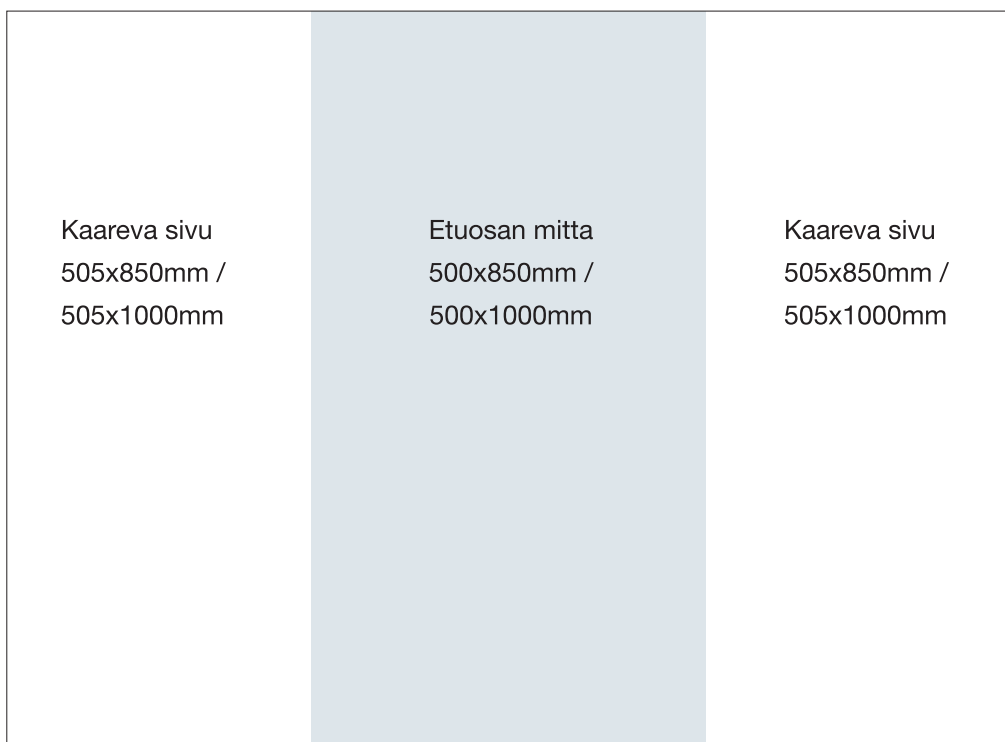 Kaareva sivu
505x850mm /
505x1000mm
Etuosan mitta
500x850mm /
500x1000mm
Kaareva sivu
505x850mm /
505x1000mm